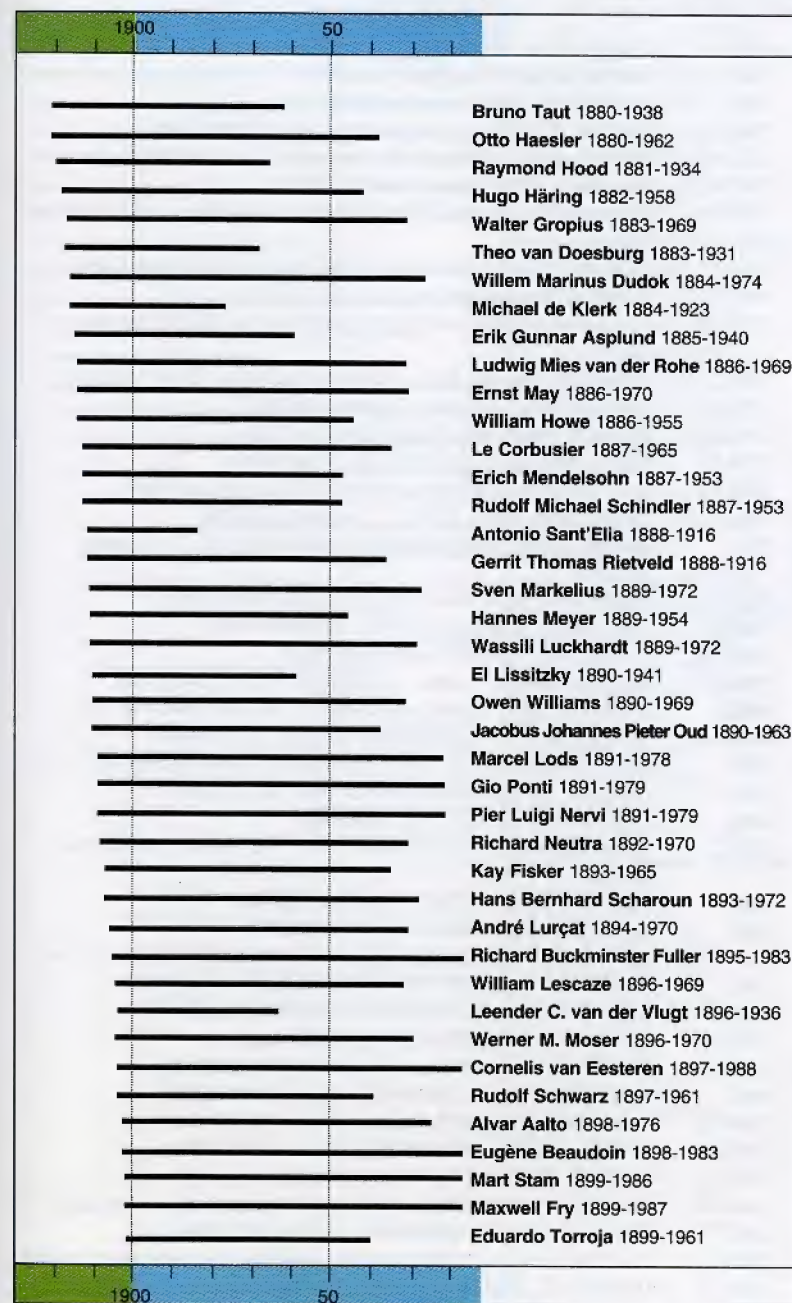 1900 50
Bruno Taut 1880-1938
Otto Haesler 1880-1962
Raymond Hood 1881-1934
Hugo Häring 1882-1958
Walter Gropius 1883-1969
Theo van Doesburg 1883-1931
Willem Marinus Dudok 1884-1974
Michael de Klerk 1884-1923
Erik Gunnar Asplund 1885-1940
Ludwig Mies van der Rohe 1886-1969
Ernst May 1886-1970
William Howe 1886-1955
Le Corbusier 1887-1965
Erich Mendelsohn 1887-1953
Rudolf Michael Schindler 1887-1953
Antonio Sant'Elia 1888-1916
Gerrit Thomas Rietveld 1888-1916
Sven Markelius 1889-1972
Hannes Meyer 1889-1954
Wassili Luckhardt 1889-1972
El Lissitzky 1890-1941
Owen Williams 1890-1969
Jacobus Johannes Pieter Oud 1890-1963
Marcel Lods 1891-1978
Gio Ponti 1891-1979
Pier Luigi Nervi 1891-1979
Richard Neutra 1892-1970
Kay Fisker 1893-1965
Hans Bernhard Scharoun 1893-1972
André Lurçat 1894-1970
Richard Buckminster Fuller 1895-1983
William Lescaze 1896-1969
Leender C. van der Vlugt 1896-1936
Werner M. Moser 1896-1970
Cornelis van Eesteren 1897-1988
Rudolf Schwarz 1897-1961
Alvar Aalto 1898-1976
Eugène Beaudoin 1898-1983
Mart Stam 1899-1986
Maxwell Fry 1899-1987
Eduardo Torroja 1899-1961
1900 50